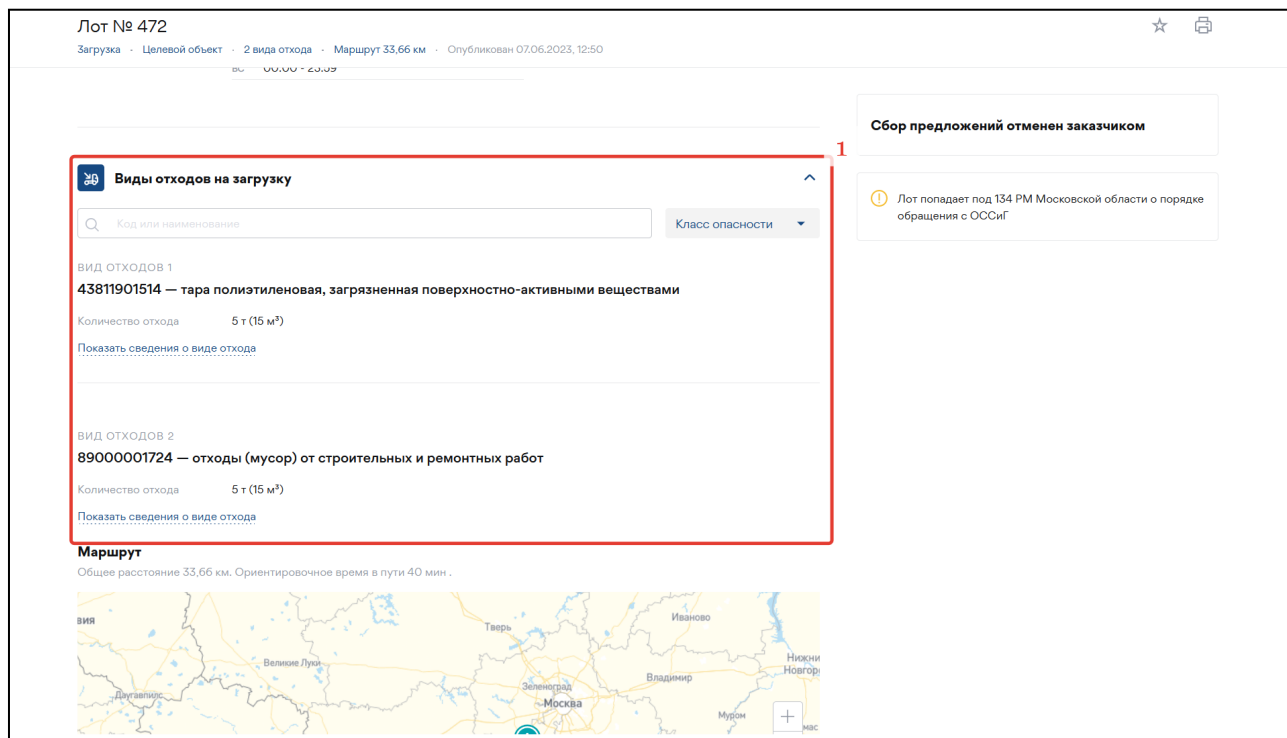 Лот № 472
Загрузка · Целевой объект · 2 вида отхода · Маршрут 33,66 км · Опубликован 07.06.2023, 12:50
вс 00:00 - 23:59
Сбор предложений отменен заказчиком
1
Виды отходов на загрузку
Лот попадает под 134 РМ Московской области о порядке
обращения с ОССиГ
Код или наименование
Класс опасности
ВИД ОТХОДОВ 1
43811901514 — тара полиэтиленовая, загрязненная поверхностно-активными веществами
Количество отхода 5 т (15 м³)
Показать сведения о виде отхода
ВИД ОТХОДОВ 2
89000001724 — отходы (мусор) от строительных и ремонтных работ
Количество отхода 5 т (15 м³)
Показать сведения о виде отхода
Маршрут
Общее расстояние 33,66 км. Ориентировочное время в пути 40 мин .
вия
Тверь
Иваново
Великие Луки
Нижни
Новгоро
Владимир
Зеленоград
Даугавпилс
Москва
Муром
мас